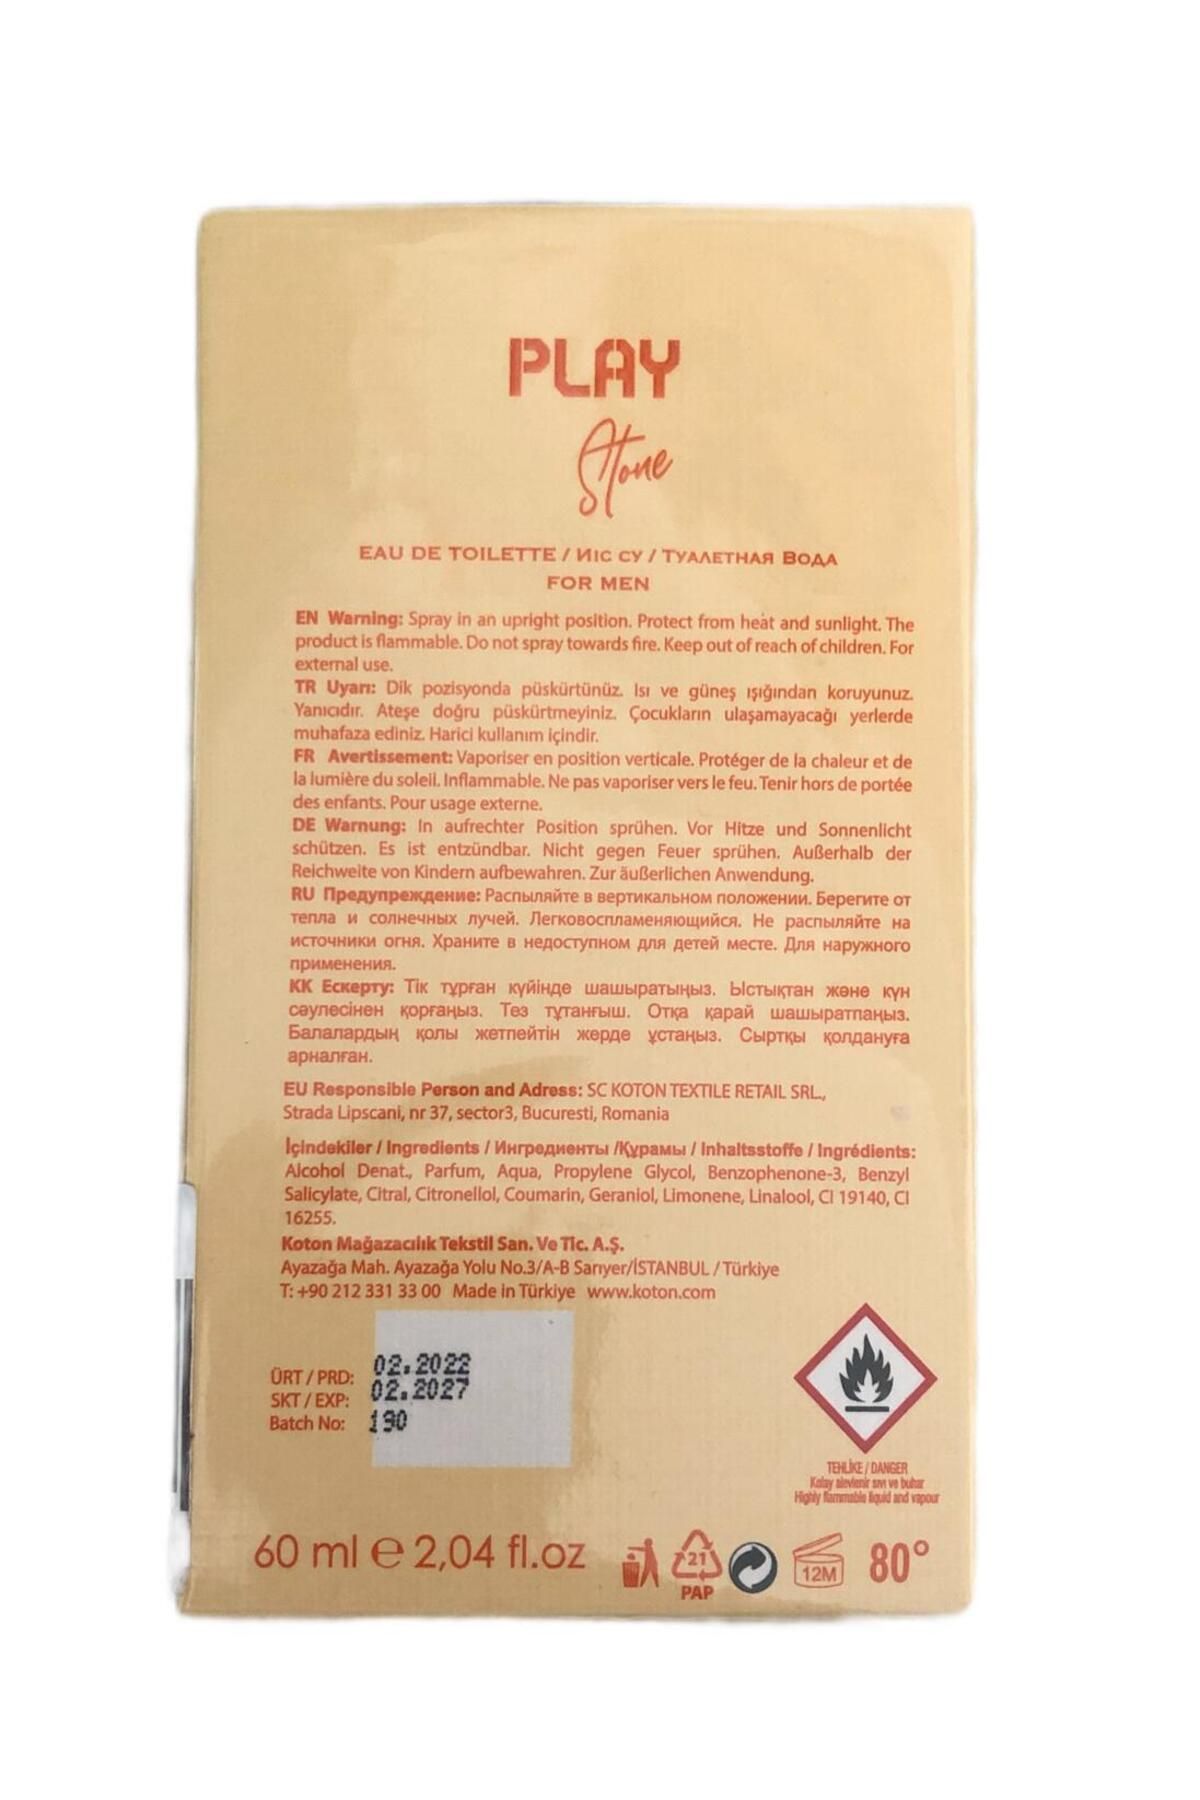 PLAY
Stone
EAU DE TOILETTE / Иіс су / Туалетная Вода
FOR MEN
EN Warning: Spray in an upright position. Protect from heat and sunlight. The
product is flammable. Do not spray towards fire. Keep out of reach of children. For
external use.
TR Uyarı: Dik pozisyonda püskürtünüz. Isı ve güneş ışığından koruyunuz.
Yanıcıdır. Ateşe doğru püskürtmeyiniz. Çocukların ulaşamayacağı yerlerde
muhafaza ediniz. Harici kullanım içindir.
FR Avertissement: Vaporiser en position verticale. Protéger de la chaleur et de
la lumière du soleil. Inflammable. Ne pas vaporiser vers le feu. Tenir hors de portée
des enfants. Pour usage externe.
DE Warnung: In aufrechter Position sprühen. Vor Hitze und Sonnenlicht
schützen. Es ist entzündbar. Nicht gegen Feuer sprühen. Außerhalb der
Reichweite von Kindern aufbewahren. Zur äußerlichen Anwendung.
RU Предупреждение: Распыляйте в вертикальном положении. Берегите от
тепла и солнечных лучей. Легковоспламеняющийся. Не распыляйте на
источники огня. Храните в недоступном для детей месте. Для наружного
применения.
КК Ескерту: Тік тұрған күйінде шашыратыңыз. Ыстықтан және күн
сәулесінен қорғаңыз. Тез тұтанғыш. Отқа қарай шашыратпаңыз.
Балалардың қолы жетпейтін жерде ұстаңыз. Сыртқы қолдануға
арналған.
EU Responsible Person and Adress: SC KOTON TEXTILE RETAIL SRL.,
Strada Lipscani, nr 37, sector3, Bucuresti, Romania
İçindekiler / Ingredients / Ингредиенты /Құрамы / Inhaltsstoffe / Ingrédients:
Alcohol Denat., Parfum, Aqua, Propylene Glycol, Benzophenone-3, Benzyl
Salicylate, Citral, Citronellol, Coumarin, Geraniol, Limonene, Linalool, CI 19140, CI
16255.
Koton Mağazacılık Tekstil San. Ve Tic. A.Ş.
Ayazağa Mah. Ayazağa Yolu No.3/A-B Sarıyer/İSTANBUL / Türkiye
T: +90 212 331 33 00 Made in Türkiye www.koton.com
ÜRT / PRD: 02.2022
SKT / EXP: 02.2027
Batch No: 190
TEHLİKE / DANGER
Kolay alevlenir sıvı ve buhar
Highly flammable liquid and vapour
60 ml e 2,04 fl.oz
21
PAP
12M
80°